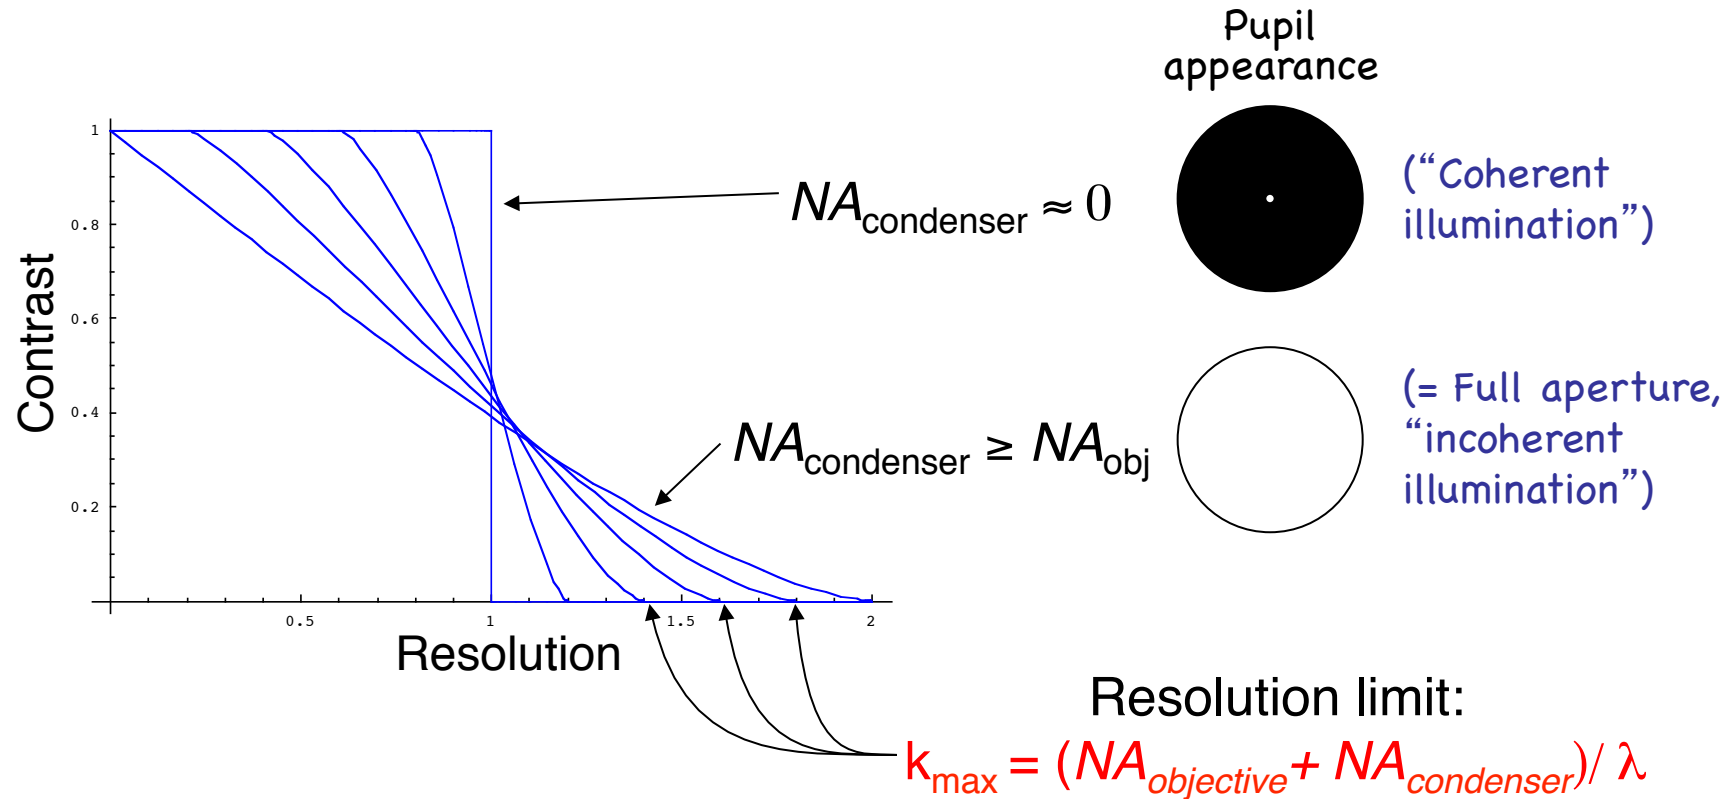 Pupil
appearance
1
0.8
0.6
0.4
0.2
Contrast
0.5
1
1.5
2
Resolution
NAcondenser ≈ 0
(“Coherent
illumination”)
NAcondenser ≥ NAobj
(= Full aperture,
“incoherent
illumination”)
Resolution limit:
kmax = (NAobjective + NAcondenser)/ λ